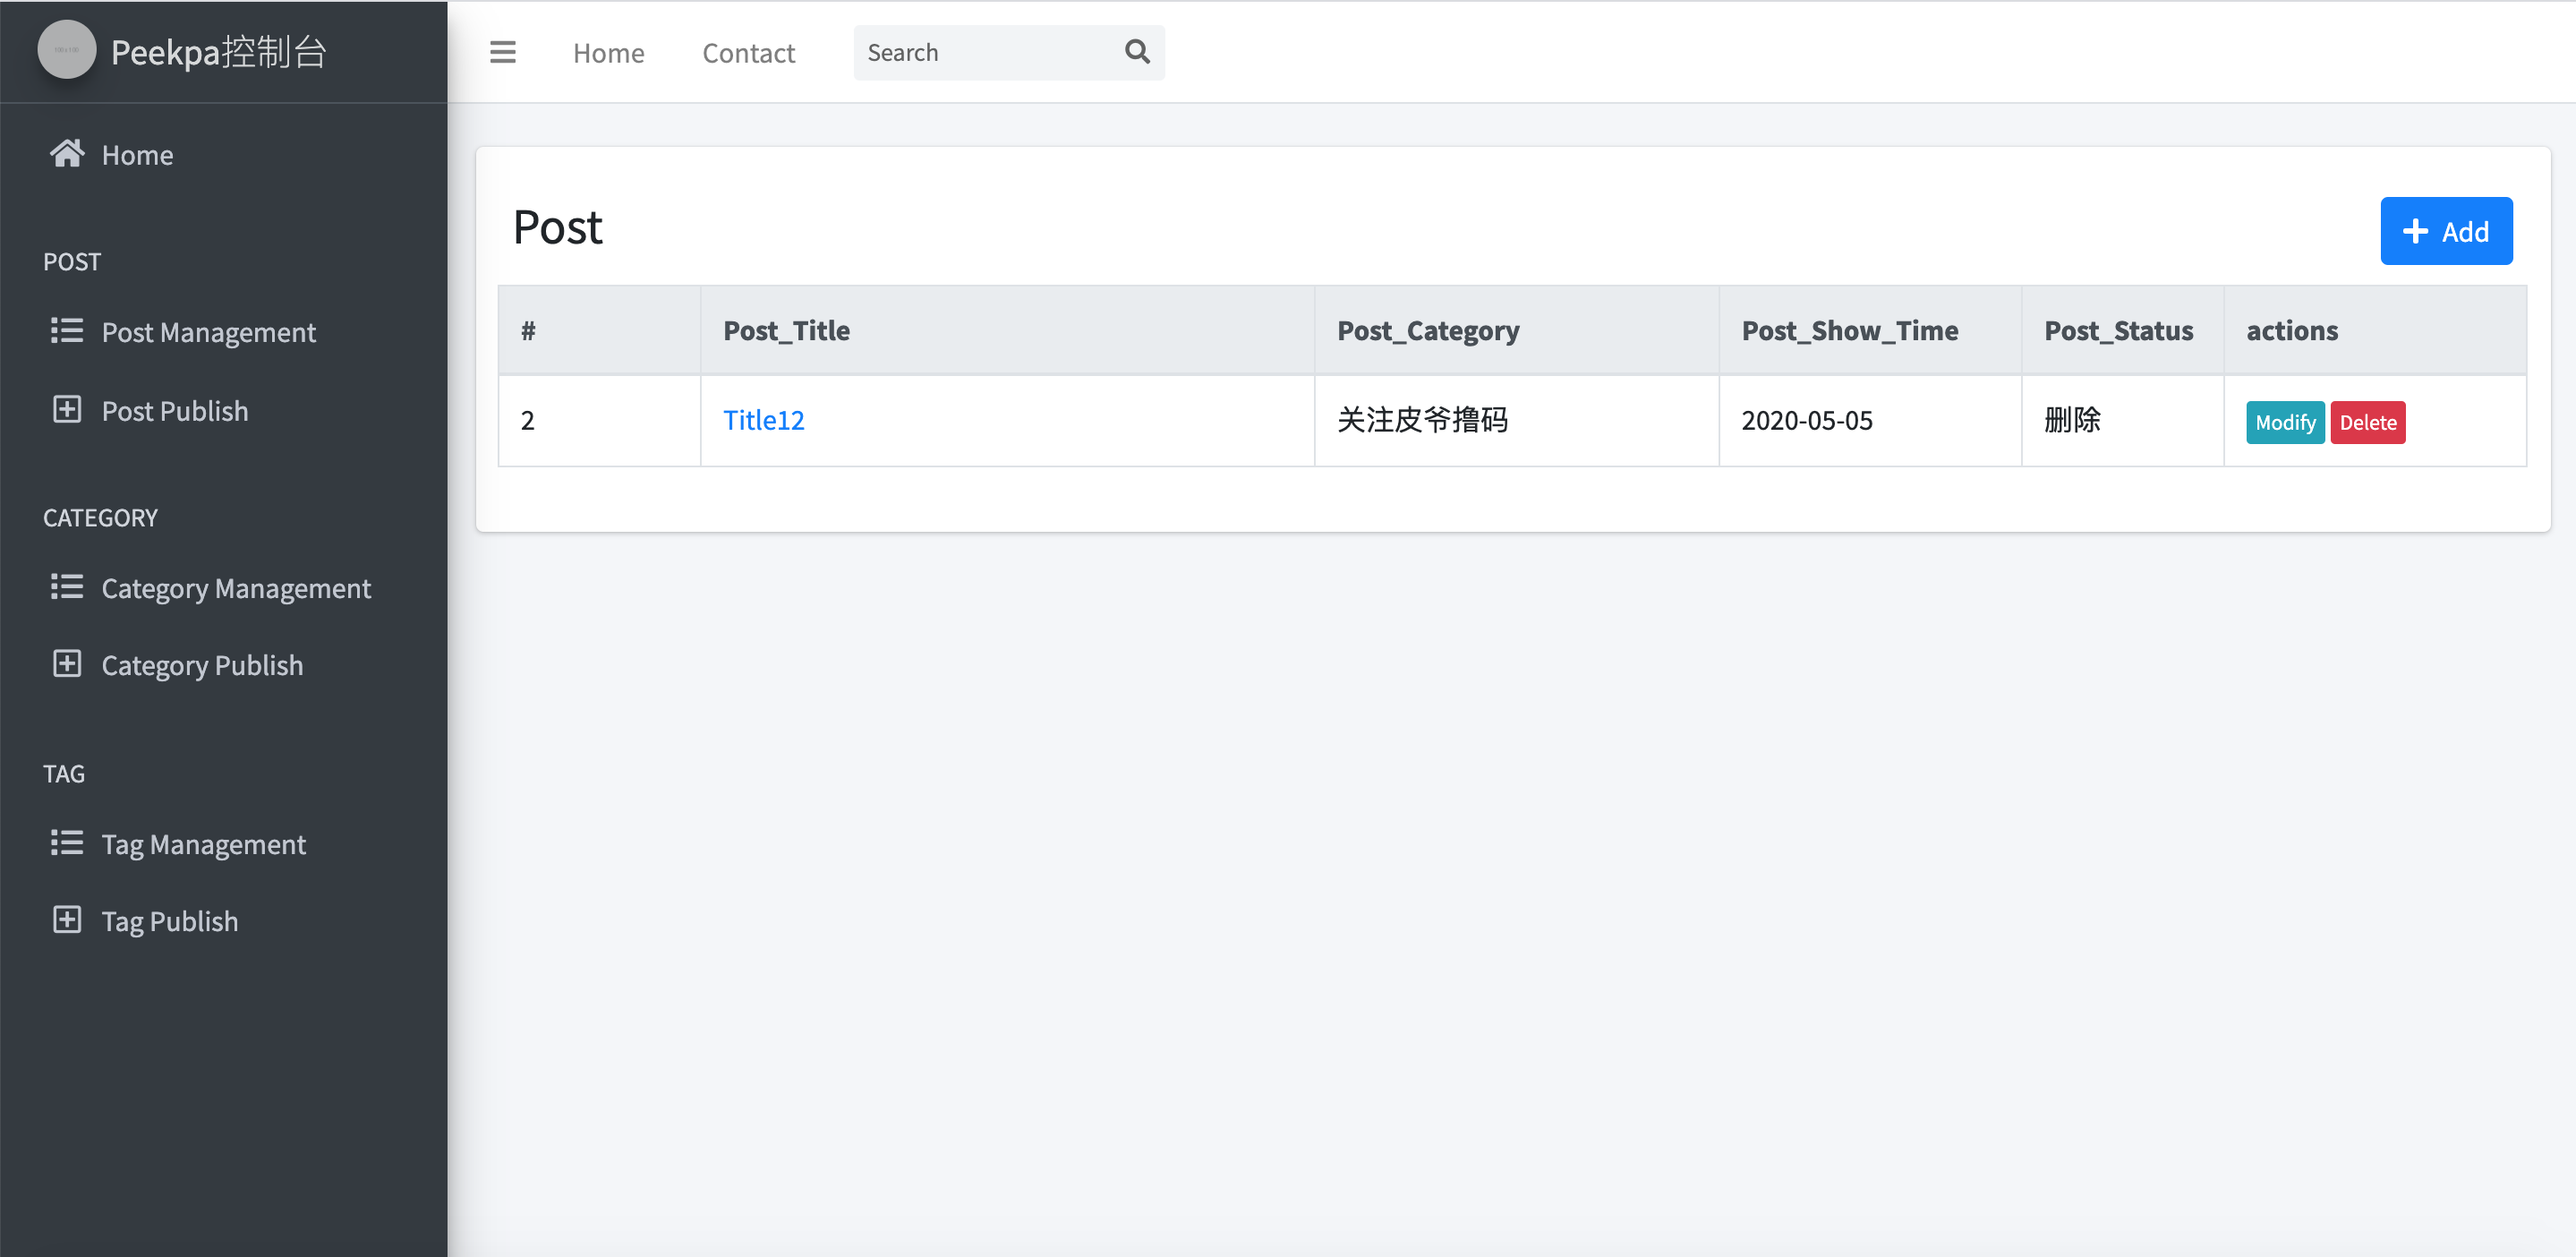 Peekpa控制台
Home
Contact
Search
Home
POST
Post Management
Post Publish
CATEGORY
Category Management
Category Publish
TAG
Tag Management
Tag Publish
Post
Add
# Post_Title Post_Category Post_Show_Time Post_Status actions
2 Title12 关注皮爷撸码 2020-05-05 删除 Modify Delete